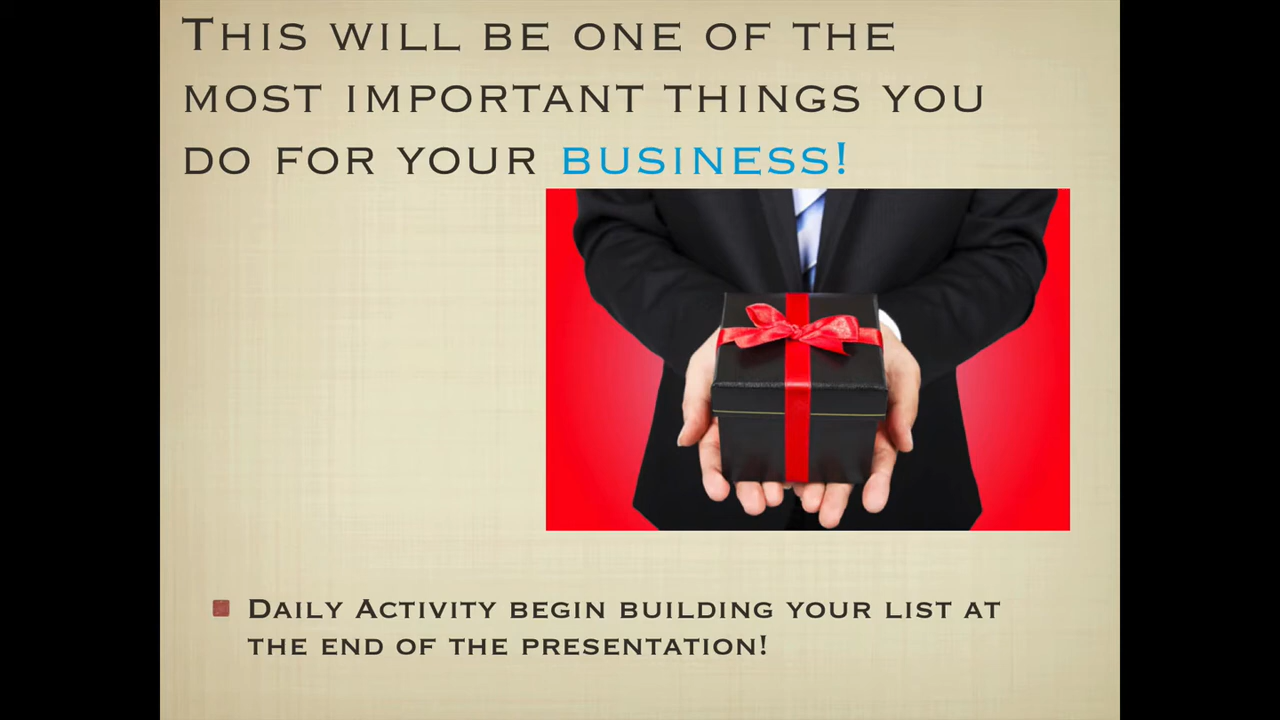 This will be one of the
most important things you
do for your business!
Daily Activity begin building your list at
the end of the presentation!